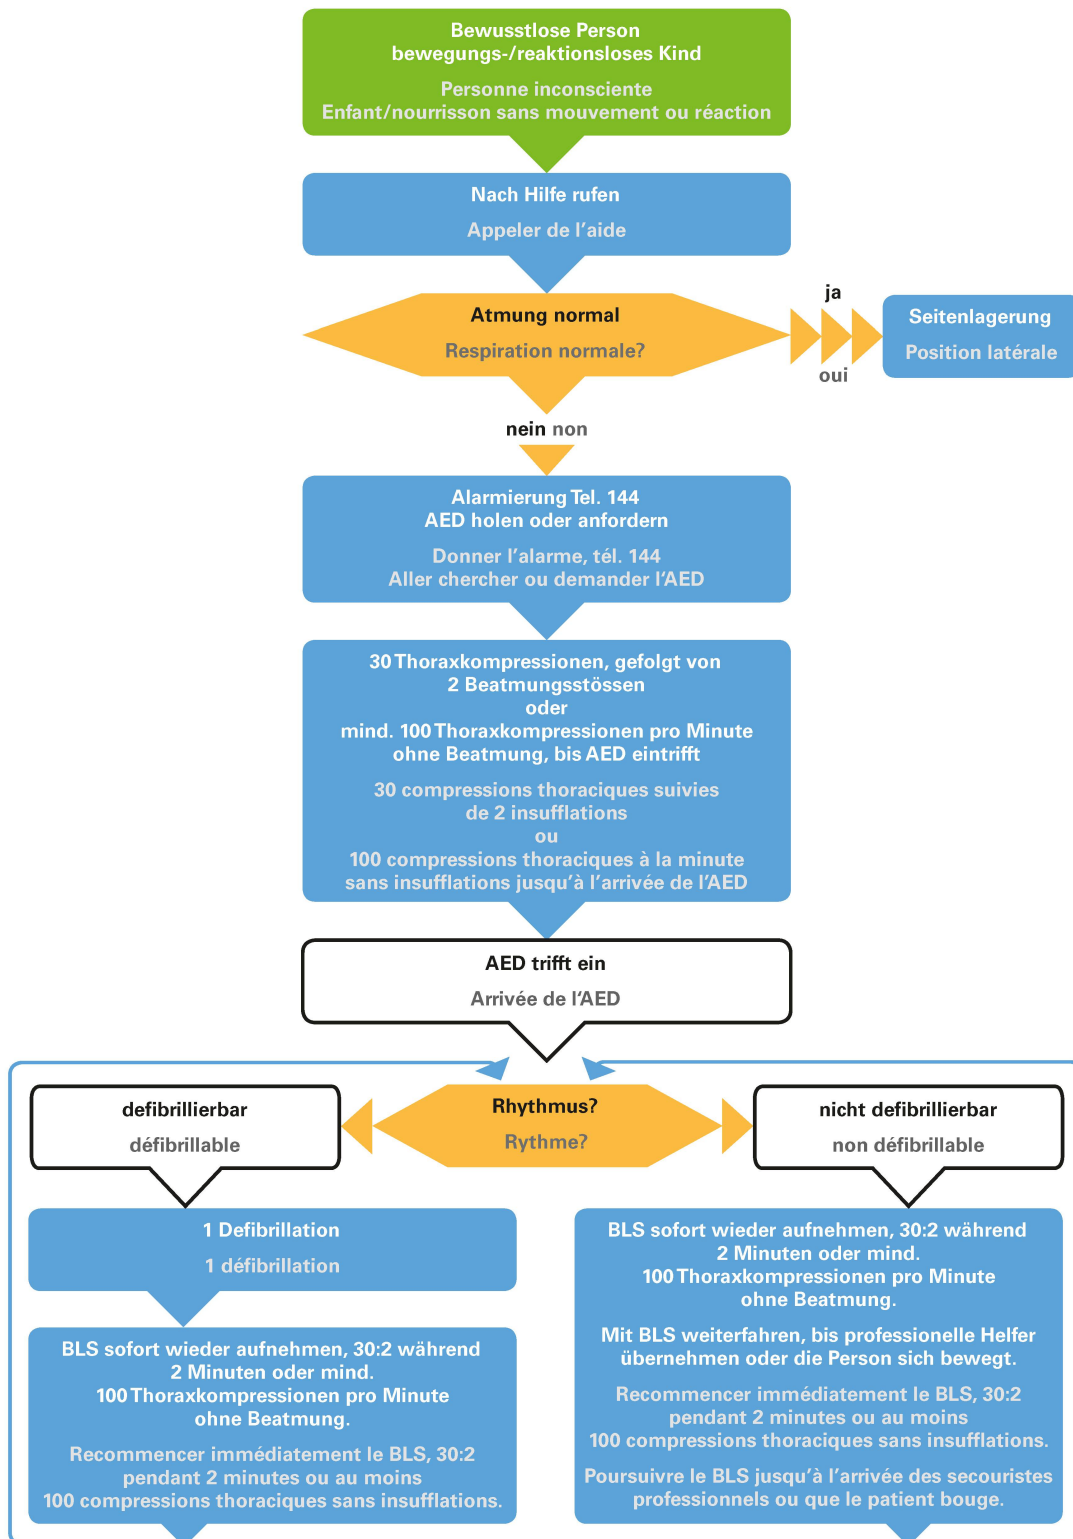 Bewusstlose Person
bewegungs-/reaktionsloses Kind
Personne inconsciente
Enfant/nourrisson sans mouvement ou réaction
Nach Hilfe rufen
Appeler de l’aide
Atmung normal
Respiration normale?
ja
oui
Seitenlagerung
Position latérale
nein non
Alarmierung Tel. 144
AED holen oder anfordern
Donner l’alarme, tél. 144
Aller chercher ou demander l‘AED
30 Thoraxkompressionen, gefolgt von
2 Beatmungsstössen
oder
mind. 100 Thoraxkompressionen pro Minute
ohne Beatmung, bis AED eintrifft
30 compressions thoraciques suivies
de 2 insufflations
ou
100 compressions thoraciques à la minute
sans insufflations jusqu’à l’arrivée de l’AED
AED trifft ein
Arrivée de l‘AED
Rhythmus?
Rythme?
defibrillierbar
défibrillable
1 Defibrillation
1 défibrillation
BLS sofort wieder aufnehmen, 30:2 während
2 Minuten oder mind.
100 Thoraxkompressionen pro Minute
ohne Beatmung.
Recommencer immédiatement le BLS, 30:2
pendant 2 minutes ou au moins
100 compressions thoraciques sans insufflations.
nicht defibrillierbar
non défibrillable
BLS sofort wieder aufnehmen, 30:2 während
2 Minuten oder mind.
100 Thoraxkompressionen pro Minute
ohne Beatmung.
Mit BLS weiterfahren, bis professionelle Helfer
übernehmen oder die Person sich bewegt.
Recommencer immédiatement le BLS, 30:2
pendant 2 minutes ou au moins
100 compressions thoraciques sans insufflations.
Poursuivre le BLS jusqu’à l’arrivée des secouristes
professionnels ou que le patient bouge.